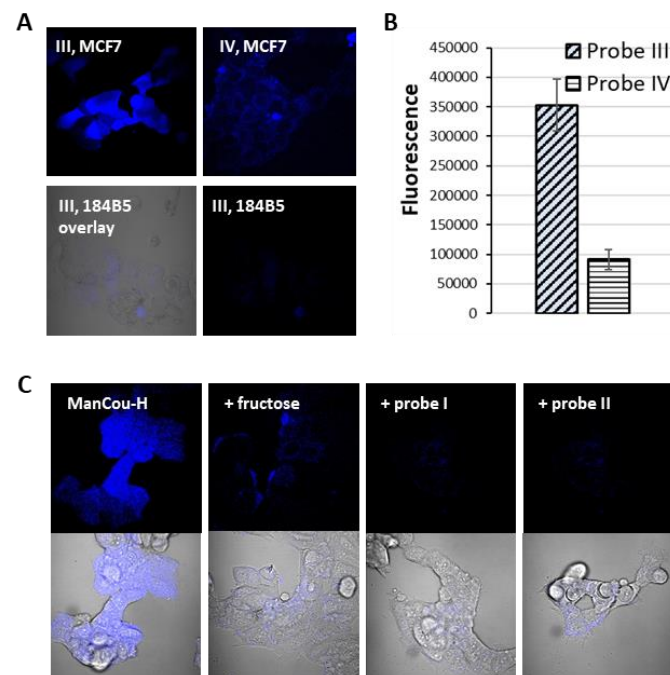 A
III, MCF7
IV, MCF7
III, 184B5
overlay
III, 184B5
B
450000
400000
350000
300000
250000
200000
150000
100000
50000
0
Fluorescence
Probe III
Probe IV
C
ManCou-H
+ fructose
+ probe I
+ probe II